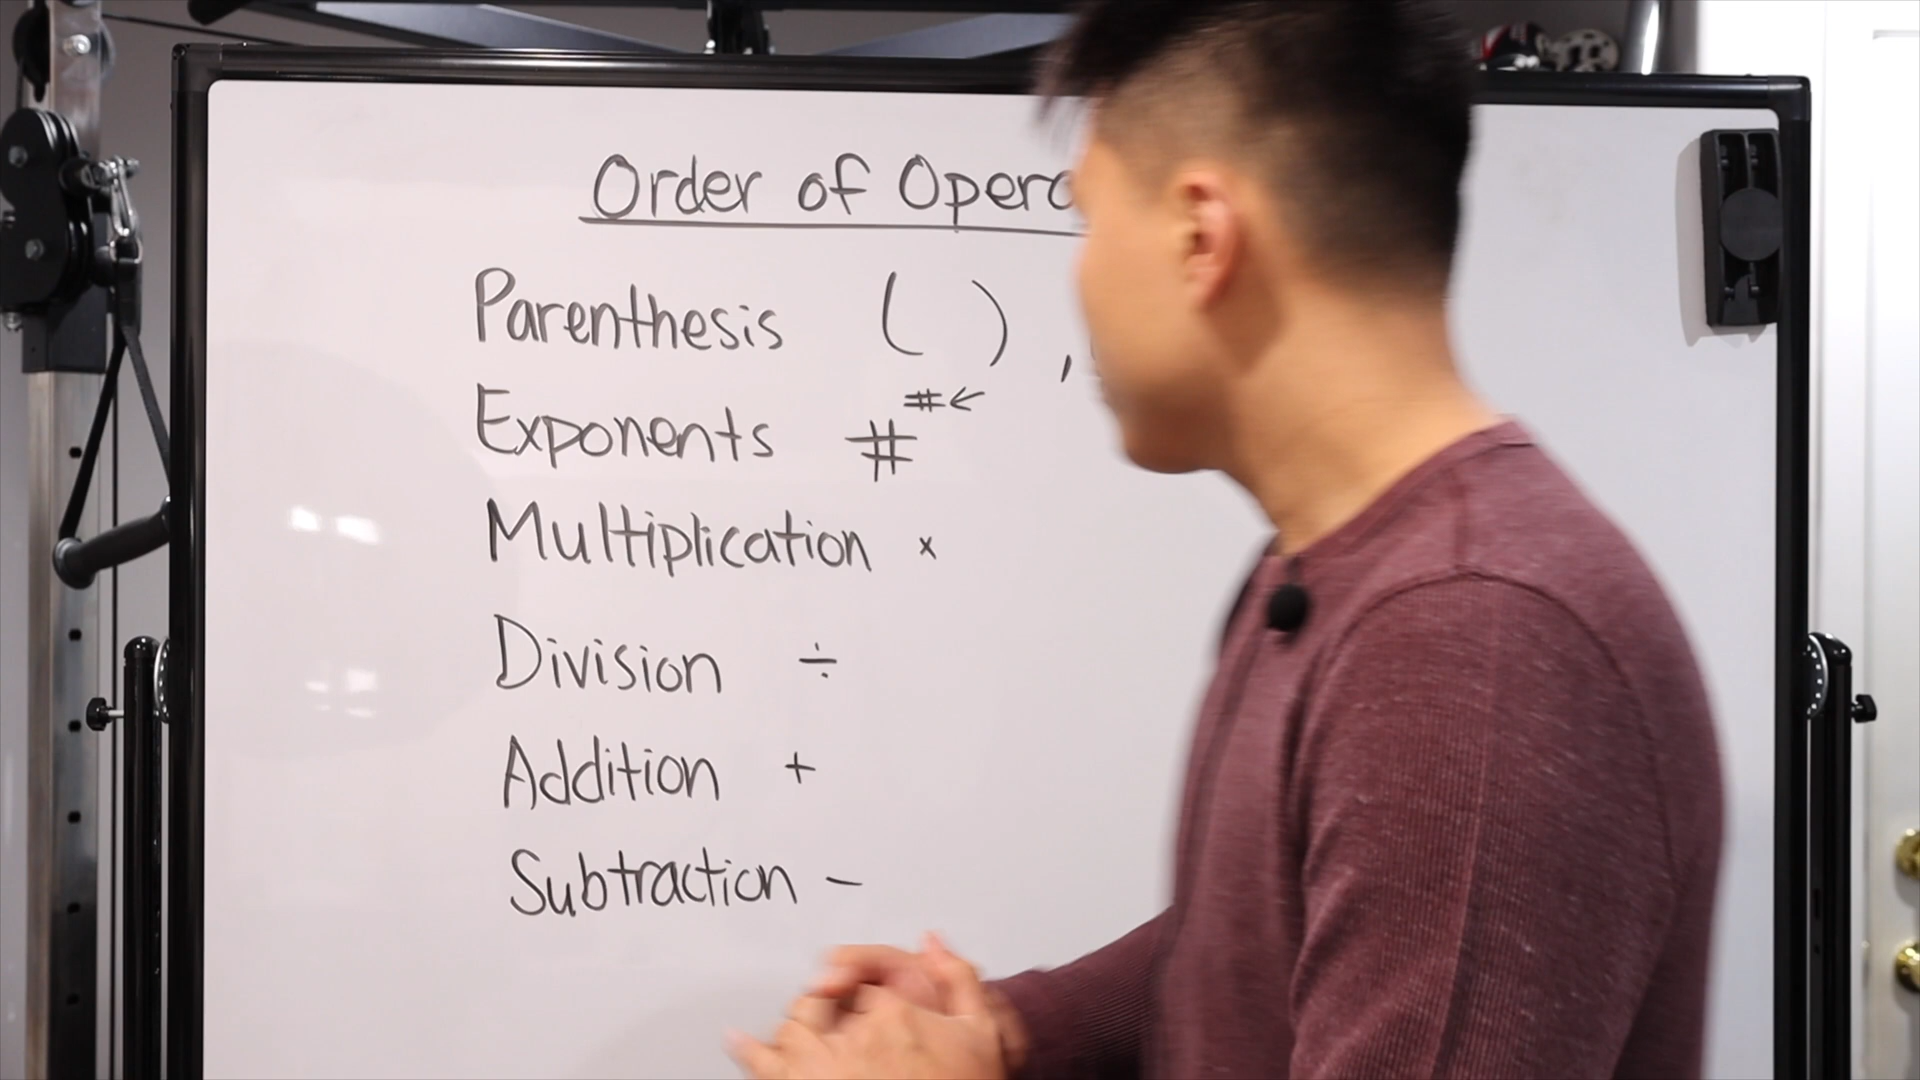 Order of Opera
Parenthesis ( ) ,
Exponents # # ←
Multiplication ×
Division ÷
Addition +
Subtraction −